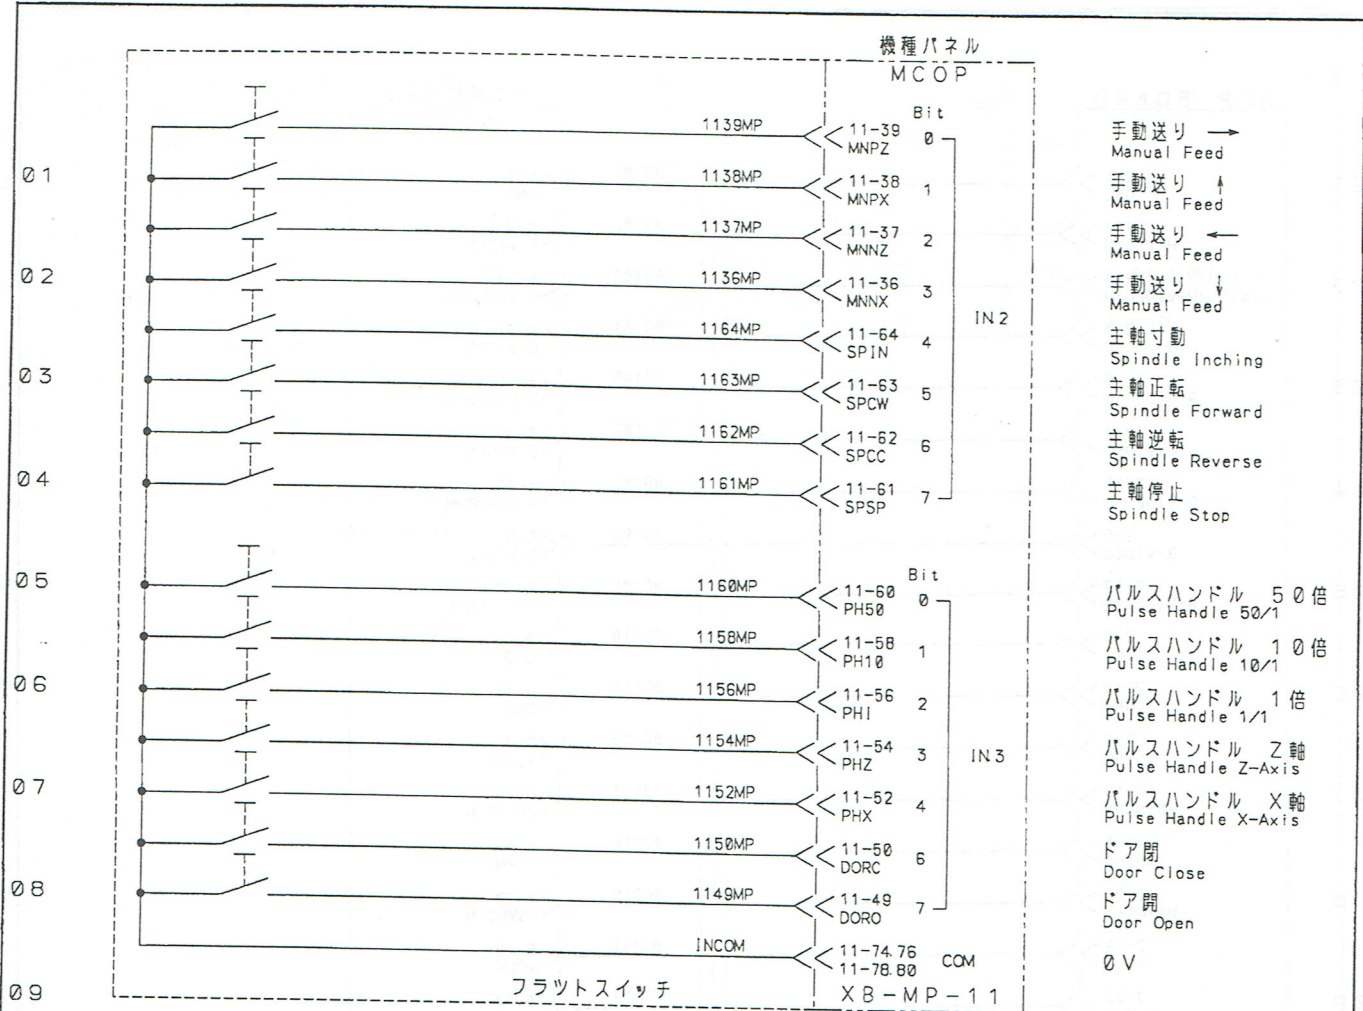 機種パネル
MCOP
Bit
1139MP 11-39 0 手動送り →
MNPZ Manual Feed
01
1138MP 11-38 1 手動送り ↑
MNPX Manual Feed
1137MP 11-37 2 手動送り ←
MNNZ Manual Feed
02
1136MP 11-36 3 手動送り ↓
MNNX Manual Feed
IN2
1164MP 11-64 4 主軸寸動
SPIN Spindle Inching
03
1163MP 11-63 5 主軸正転
SPCW Spindle Forward
1162MP 11-62 6 主軸逆転
SPCC Spindle Reverse
04
1161MP 11-61 7 主軸停止
SPSP Spindle Stop
Bit
05
1160MP 11-60 0 パルスハンドル 50倍
PH50 Pulse Handle 50/1
1158MP 11-58 1 パルスハンドル 10倍
PH10 Pulse Handle 10/1
06
1156MP 11-56 2 パルスハンドル 1倍
PHI Pulse Handle 1/1
1154MP 11-54 3 パルスハンドル Z軸
PHZ Pulse Handle Z-Axis
IN3
07
1152MP 11-52 4 パルスハンドル X軸
PHX Pulse Handle X-Axis
1150MP 11-50 6 ドア閉
DORC Door Close
08
1149MP 11-49 7 ドア開
DORO Door Open
INCOM 11-74.76 COM 0V
11-78.80
09
フラットスイッチ XB-MP-11